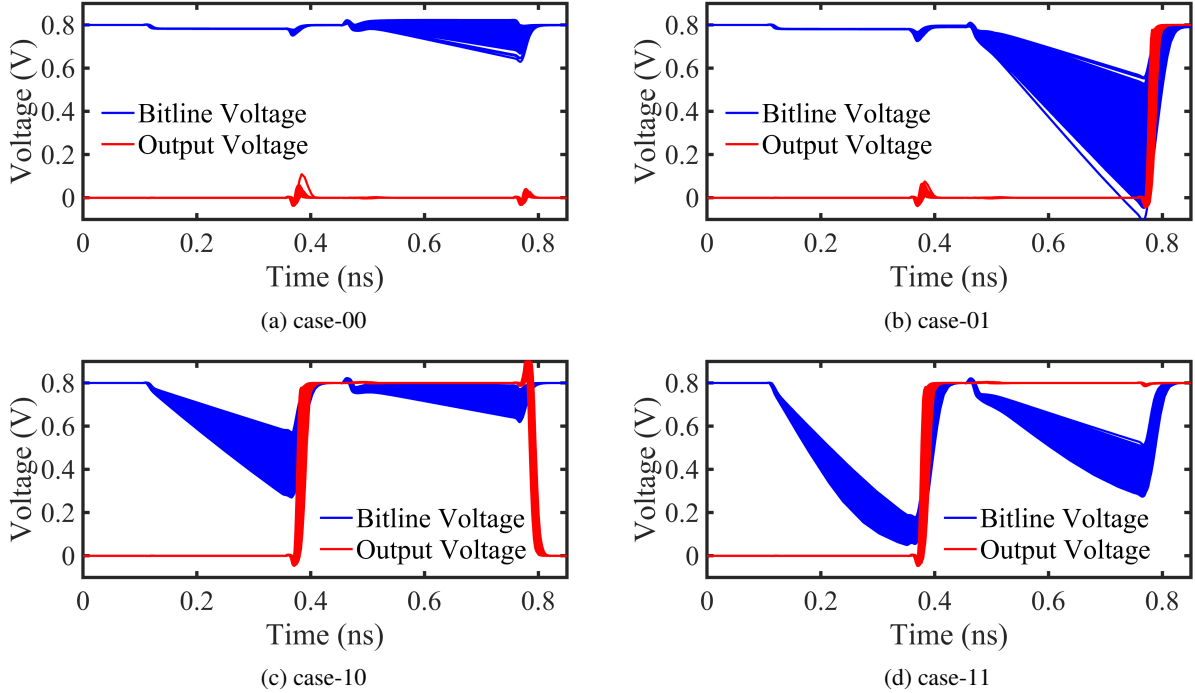 Voltage (V)
0.8
0.6
0.4
0.2
0
Bitline Voltage
Output Voltage
0 0.2 0.4 0.6 0.8
Time (ns)
(a) case-00
Voltage (V)
0.8
0.6
0.4
0.2
0
Bitline Voltage
Output Voltage
0 0.2 0.4 0.6 0.8
Time (ns)
(b) case-01
Voltage (V)
0.8
0.6
0.4
0.2
0
Bitline Voltage
Output Voltage
0 0.2 0.4 0.6 0.8
Time (ns)
(c) case-10
Voltage (V)
0.8
0.6
0.4
0.2
0
Bitline Voltage
Output Voltage
0 0.2 0.4 0.6 0.8
Time (ns)
(d) case-11